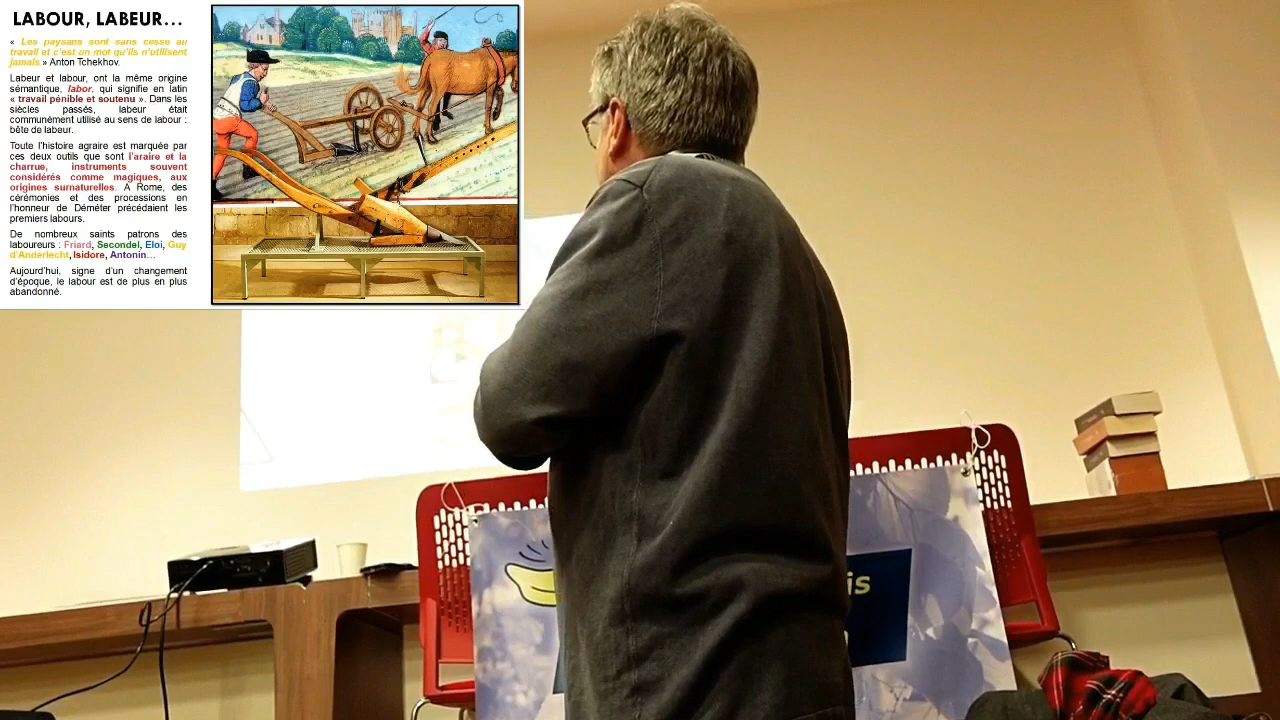 LABOUR, LABEUR…
« Les paysans sont sans cesse au
travail et c'est un mot qu'ils n'utilisent
jamais » Anton Tchekhov.
Labeur et labour, ont la même origine
sémantique, labor, qui signifie en latin
« travail pénible et soutenu ». Dans les
siècles passés, labeur était
communément utilisé au sens de labour :
bête de labeur.
Toute l'histoire agraire est marquée par
ces deux outils que sont l'araire et la
charrue, instruments souvent
considérés comme magiques, aux
origines surnaturelles. A Rome, des
cérémonies et des processions en
l'honneur de Déméter précédaient les
premiers labours.
De nombreux saints patrons des
laboureurs : Friard, Secondel, Eloi, Guy
d'Anderlecht, Isidore, Antonin…
Aujourd'hui, signe d'un changement
d'époque, le labour est de plus en plus
abandonné.
is